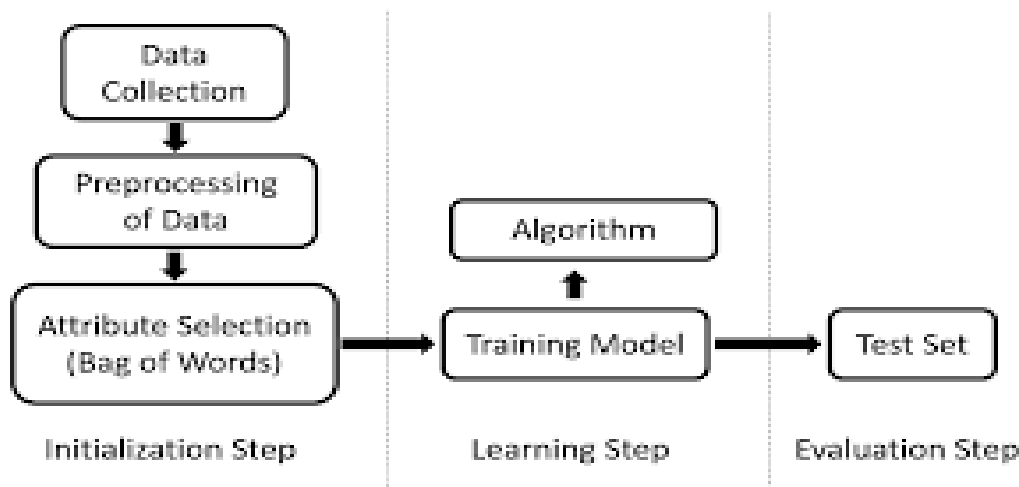 Data
Collection
Preprocessing
of Data
Attribute Selection
(Bag of Words)
Initialization Step
Algorithm
Training Model
Learning Step
Test Set
Evaluation Step